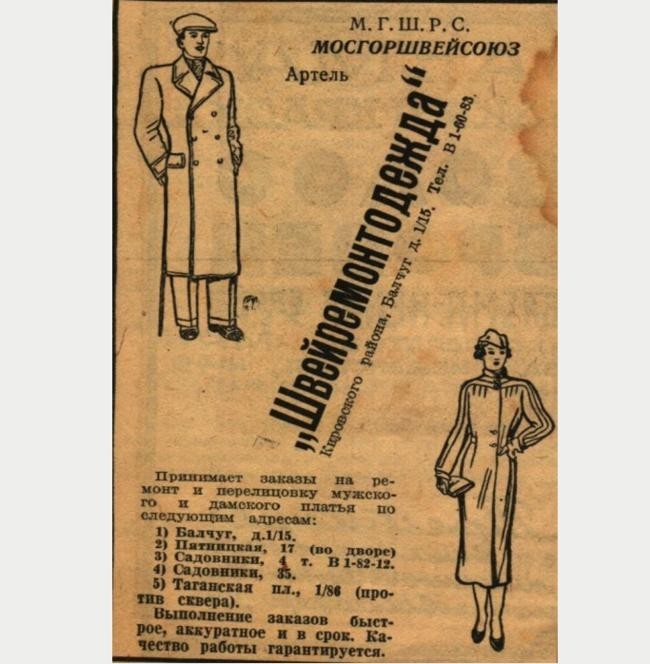 М. Г. Ш. Р. С.
МОСГОРШВЕЙСОЮЗ
Артель
„Швейремонтодежда“
Кировского района, Балчуг д. 1/15. Тел. В 1-60-83.
Принимает заказы на ре-
монт и перелицовку мужско-
го и дамского платья по
следующим адресам:
1) Балчуг, д.1/15.
2) Пятницкая, 17 (во дворе)
3) Садовники, 4 т. В 1-82-12.
4) Садовники, 35.
5) Таганская пл., 1/86 (про-
тив сквера).
Выполнение заказов быст-
рое, аккуратное и в срок. Ка-
чество работы гарантируется.